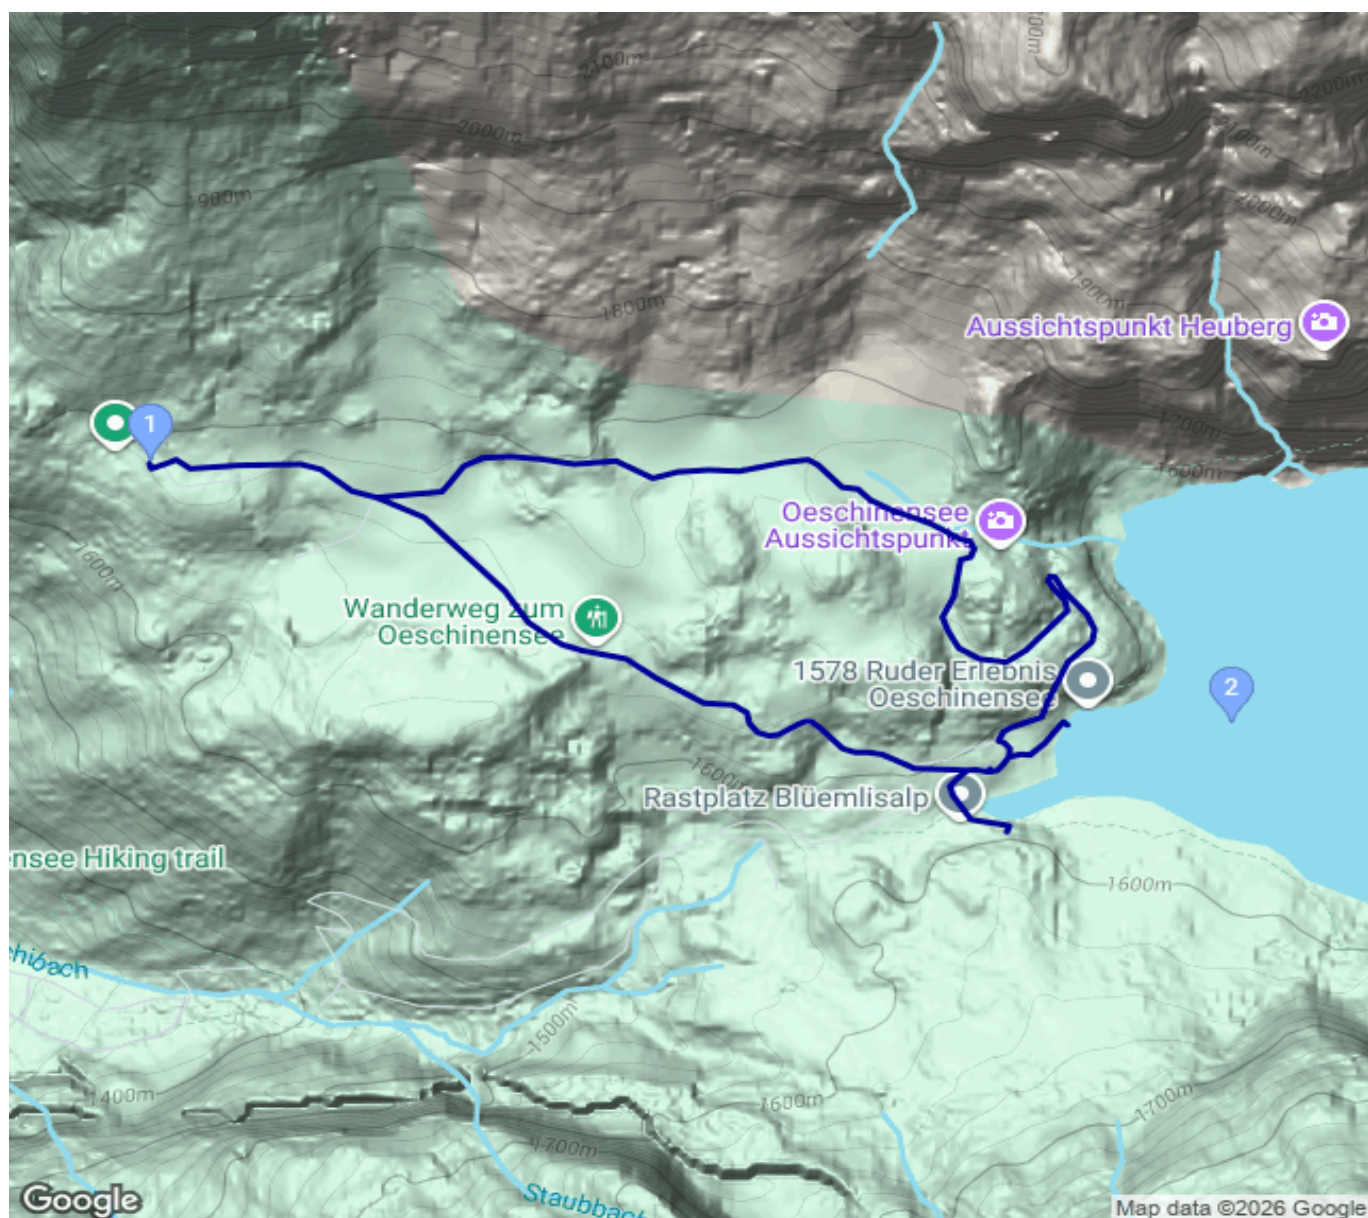 2100m
2200m
2000m
2100m
1800m
2000m
1900m
Aussichtspunkt Heuberg
1
1700m
1600m
Oeschinensee
Aussichtspunkt
1600m
Wanderweg zum
Oeschinensee
1578 Ruder Erlebnis
Oeschinensee
2
1600m
Rastplatz Blüemlisalp
nsee Hiking trail
1600m
1500m
1400m
1600m
1700m
1700m
Staubbach
Google
Map data ©2026 Google